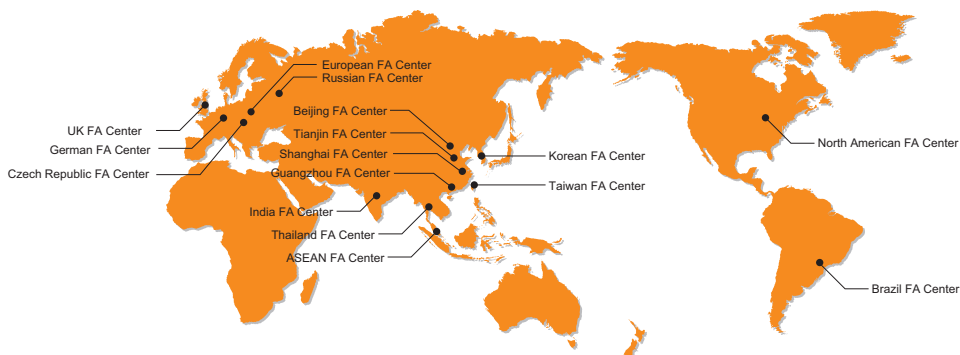 European FA Center
Russian FA Center
Beijing FA Center
UK FA Center
Tianjin FA Center
North American FA Center
German FA Center
Shanghai FA Center
Korean FA Center
Czech Republic FA Center
Guangzhou FA Center
Taiwan FA Center
India FA Center
Thailand FA Center
ASEAN FA Center
Brazil FA Center